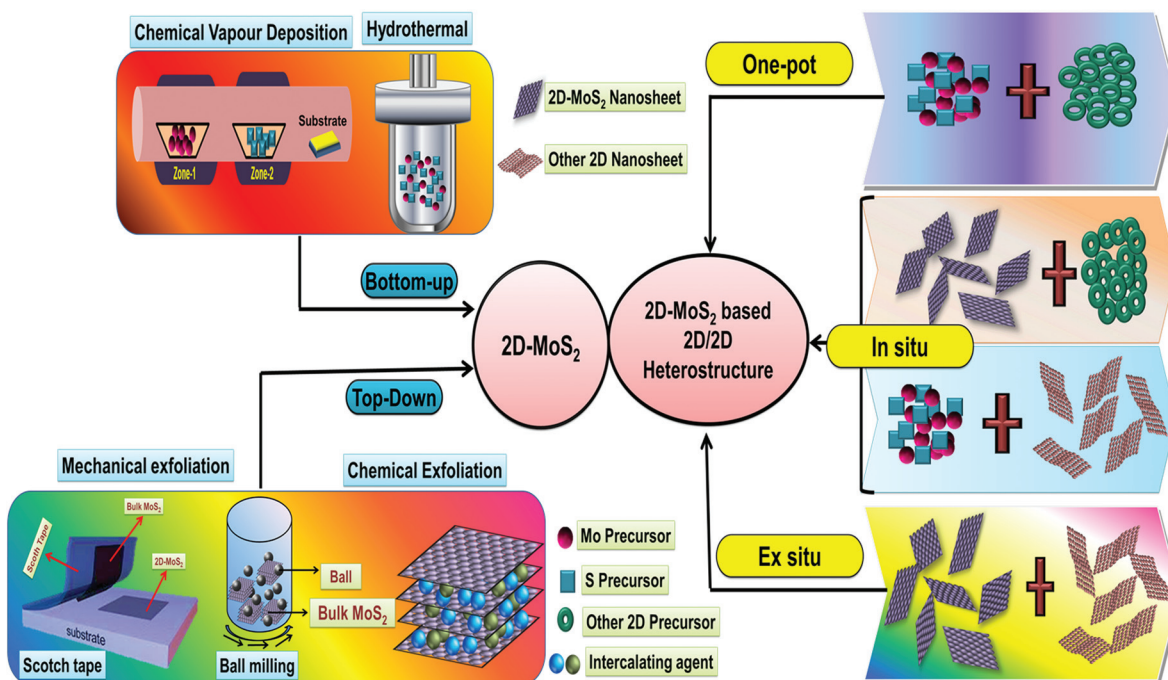 Chemical Vapour Deposition
Hydrothermal
One-pot
Substrate
Zone-1
Zone-2
2D-MoS₂ Nanosheet
Other 2D Nanosheet
Bottom-up
2D-MoS₂
2D-MoS₂ based
2D/2D
Heterostructure
In situ
Top-Down
Mechanical exfoliation
Chemical Exfoliation
Bulk MoS₂
Scoth Tape
2D-MoS₂
substrate
Scotch tape
Ball
Bulk MoS₂
Ball milling
Mo Precursor
S Precursor
Other 2D Precursor
Intercalating agent
Ex situ